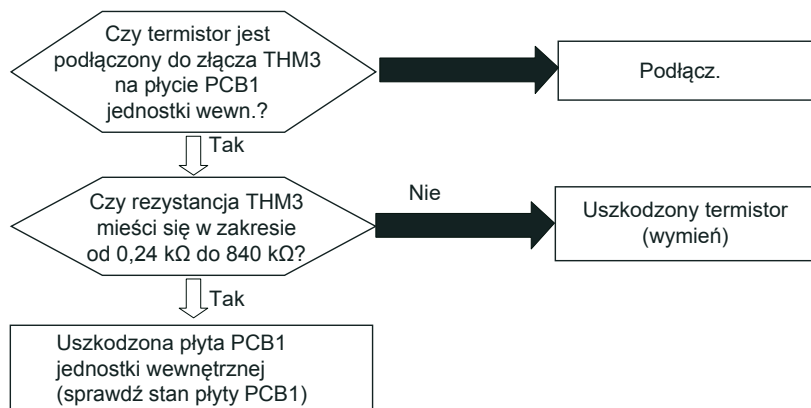 Czy termistor jest
podłączony do złącza THM3
na płycie PCB1
jednostki wewn.?
Podłącz.
Tak
Czy rezystancja THM3
mieści się w zakresie
od 0,24 kΩ do 840 kΩ?
Nie
Uszkodzony termistor
(wymień)
Tak
Uszkodzona płyta PCB1
jednostki wewnętrznej
(sprawdź stan płyty PCB1)